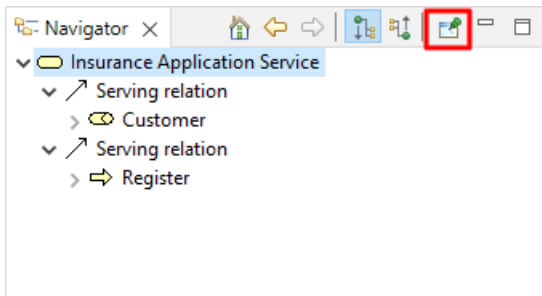 Navigator
Insurance Application Service
Serving relation
Customer
Serving relation
Register